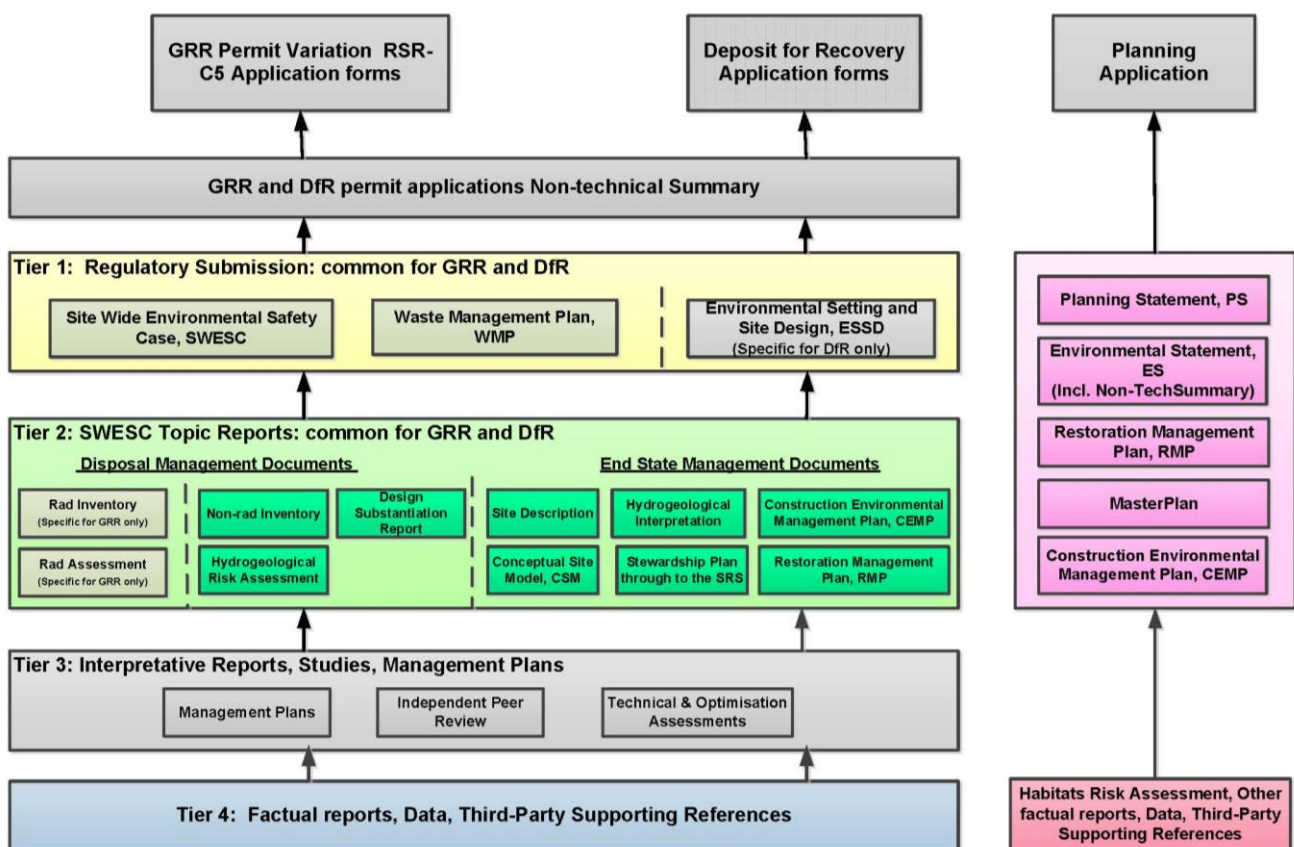 GRR Permit Variation  RSR-
C5 Application forms
Deposit for Recovery
Application forms
Planning
Application
GRR and DfR permit applications Non-technical Summary
Tier 1:  Regulatory Submission: common for GRR and DfR
Site Wide Environmental Safety
Case, SWESC
Waste Management Plan,
WMP
Environmental Setting and
Site Design, ESSD
(Specific for DfR only)
Tier 2: SWESC Topic Reports: common for GRR and DfR
Disposal Management Documents
End State Management Documents
Rad Inventory
(Specific for GRR only)
Non-rad Inventory
Design
Substantiation
Report
Site Description
Hydrogeological
Interpretation
Construction Environmental
Management Plan, CEMP
Rad Assessment
(Specific for GRR only)
Hydrogeological
Risk Assessment
Conceptual Site
Model, CSM
Stewardship Plan
through to the SRS
Restoration Management
Plan, RMP
Tier 3: Interpretative Reports, Studies, Management Plans
Management Plans
Independent Peer
Review
Technical & Optimisation
Assessments
Tier 4:  Factual reports, Data, Third-Party Supporting References
Planning Statement, PS
Environmental Statement,
ES
(Incl. Non-TechSummary)
Restoration Management
Plan, RMP
MasterPlan
Construction Environmental
Management Plan, CEMP
Habitats Risk Assessment, Other
factual reports, Data, Third-Party
Supporting References